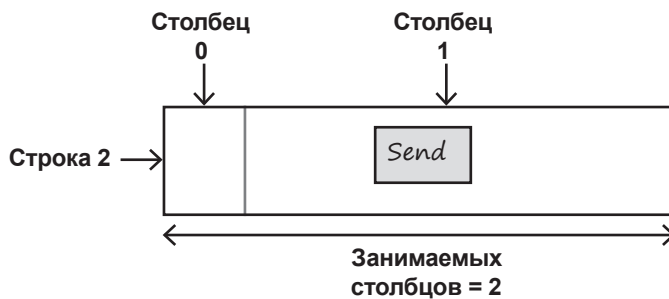 Столбец
0
Столбец
1
Строка 2
Send
Занимаемых
столбцов = 2